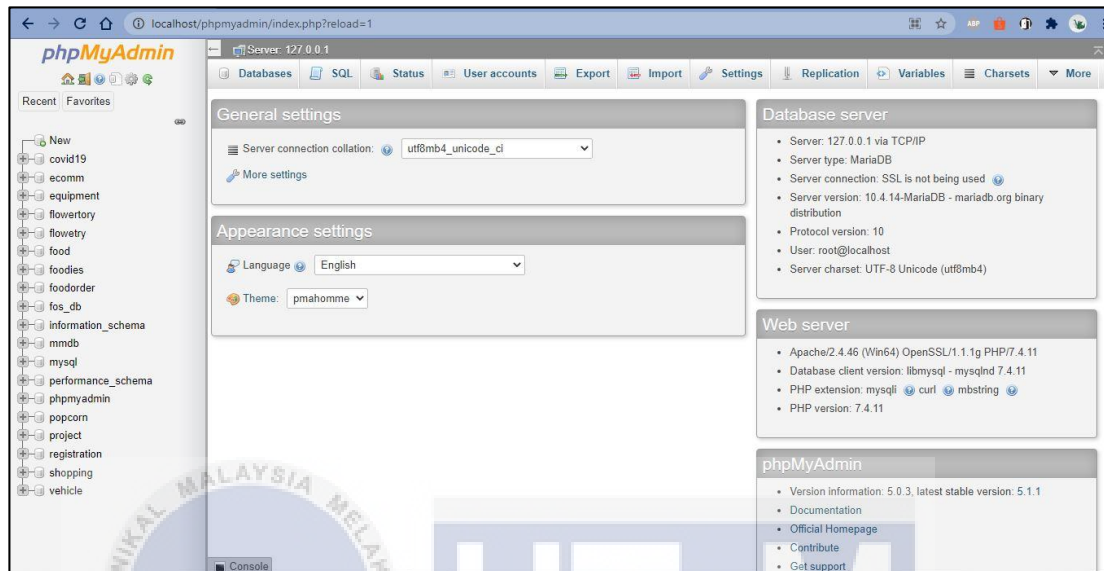 localhost/phpmyadmin/index.php?reload=1
ABP
phpMyAdmin
Recent Favorites
New
covid19
ecomm
equipment
flowertory
flowetry
food
foodies
foodorder
fos_db
information_schema
mmdb
mysql
performance_schema
phpmyadmin
popcorn
project
registration
shopping
vehicle
Server: 127.0.0.1
Databases SQL Status User accounts Export Import Settings Replication Variables Charsets More
General settings
Server connection collation: utf8mb4_unicode_ci
More settings
Appearance settings
Language English
Theme: pmahomme
Database server
Server: 127.0.0.1 via TCP/IP
Server type: MariaDB
Server connection: SSL is not being used
Server version: 10.4.14-MariaDB - mariadb.org binary
distribution
Protocol version: 10
User: root@localhost
Server charset: UTF-8 Unicode (utf8mb4)
Web server
Apache/2.4.46 (Win64) OpenSSL/1.1.1g PHP/7.4.11
Database client version: libmysql - mysqlnd 7.4.11
PHP extension: mysqli curl mbstring
PHP version: 7.4.11
phpMyAdmin
Version information: 5.0.3, latest stable version: 5.1.1
Documentation
Official Homepage
Contribute
Get support
Console
MALAYSIA